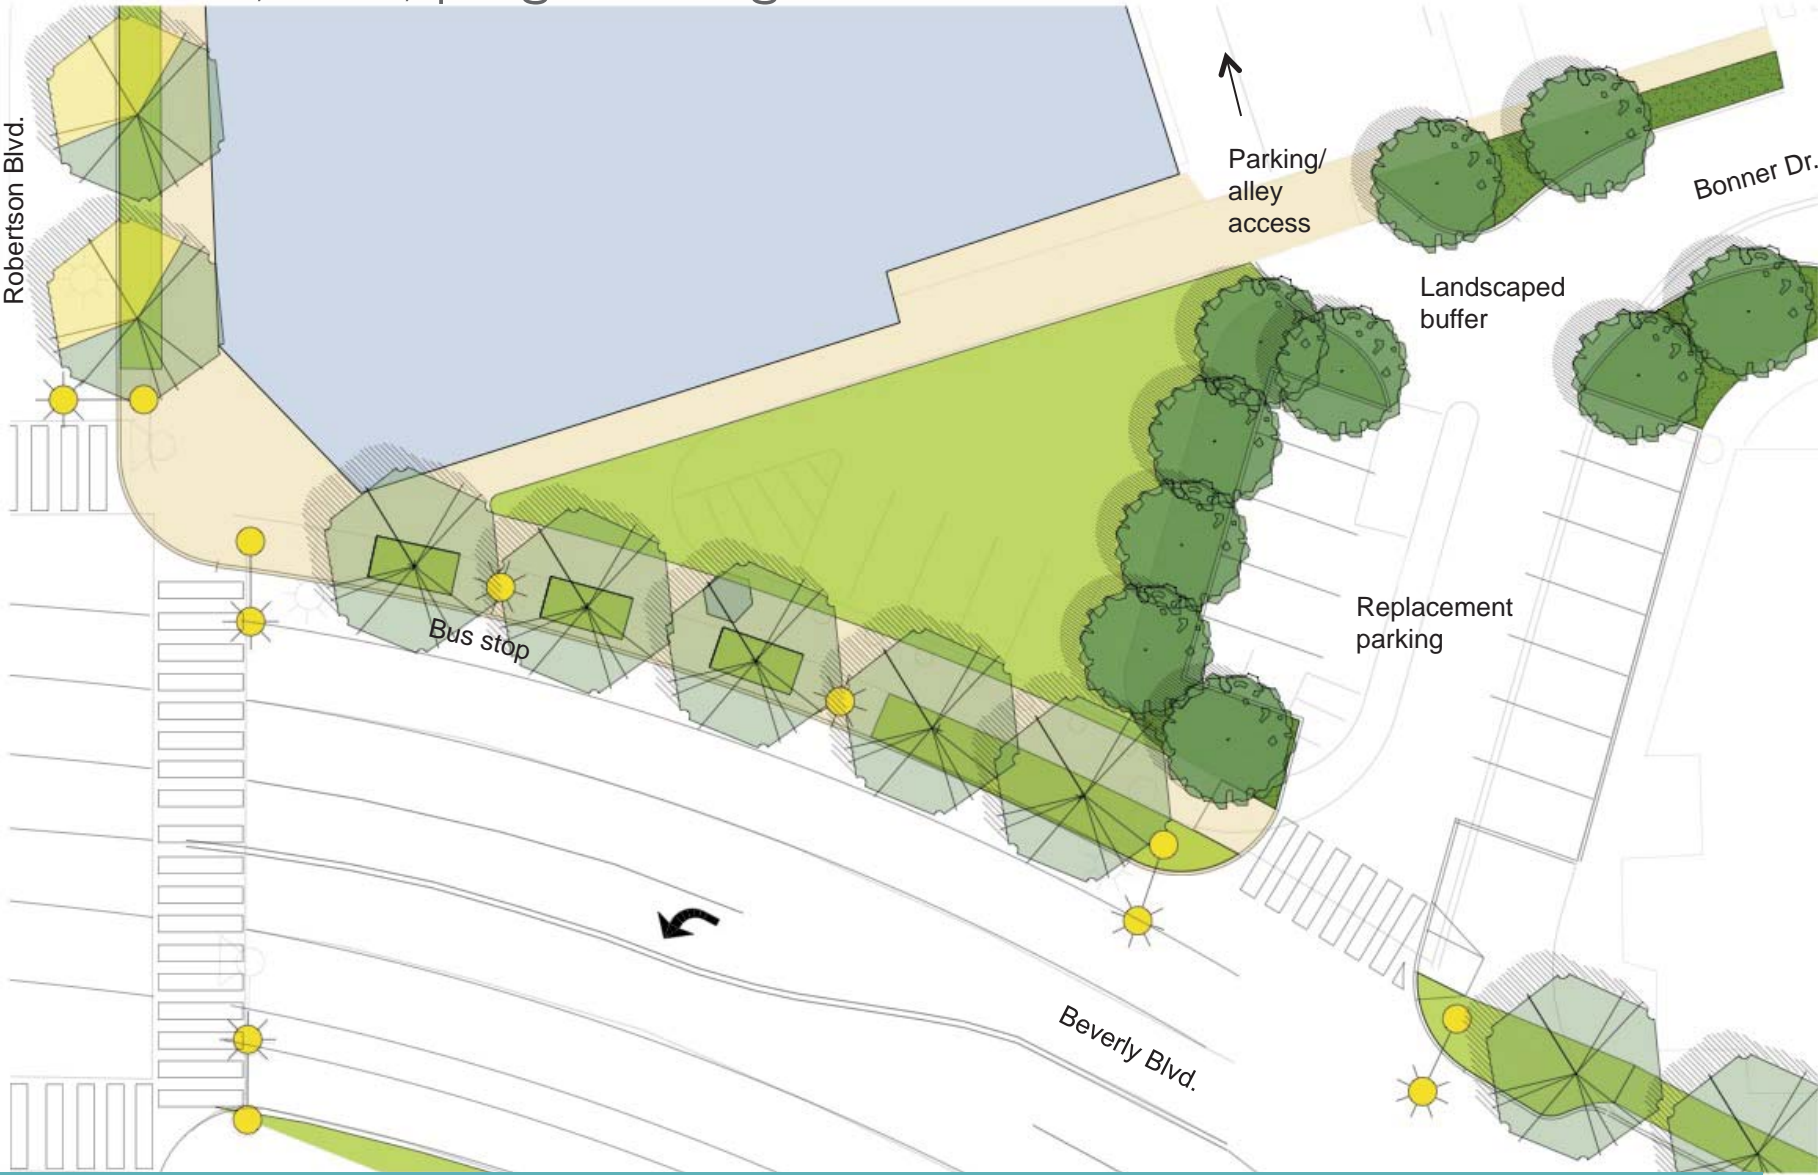 Robertson Blvd.
Parking/
alley
access
Bonner Dr.
Landscaped
buffer
Replacement
parking
Bus stop
Beverly Blvd.